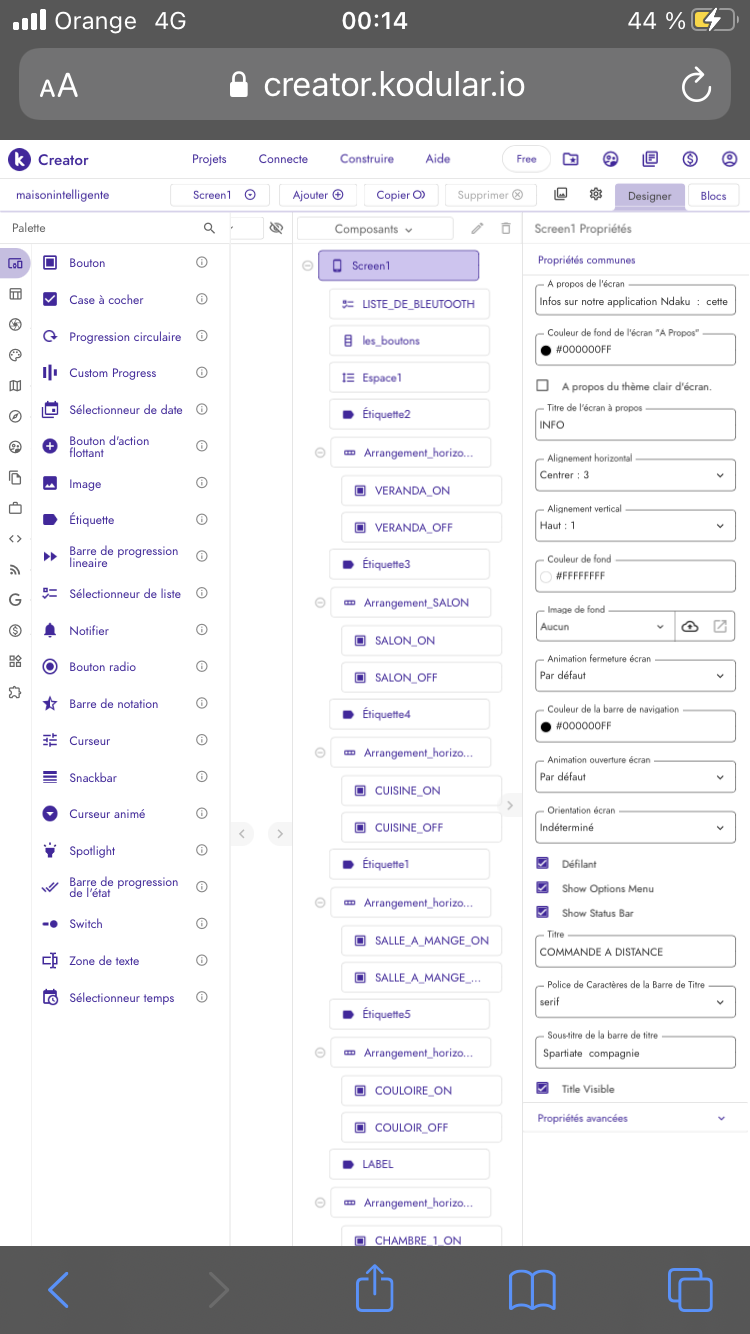 Orange 4G
00:14
44 %
AA
creator.kodular.io
k
Creator
Projets
Connecte
Construire
Aide
Free
maisonintelligente
Screen1
Ajouter
Copier
Supprimer
Designer
Blocs
Palette
Bouton
Case à cocher
Progression circulaire
Custom Progress
Sélectionneur de date
Bouton d'action
flottant
Image
Étiquette
Barre de progression
lineaire
Sélectionneur de liste
Notifier
Bouton radio
Barre de notation
Curseur
Snackbar
Curseur animé
Spotlight
Barre de progression
de l'état
Switch
Zone de texte
Sélectionneur temps
Composants
Screen1
LISTE_DE_BLEUTOOTH
les_boutons
Espace1
Étiquette2
Arrangement_horizo...
VERANDA_ON
VERANDA_OFF
Étiquette3
Arrangement_SALON
SALON_ON
SALON_OFF
Étiquette4
Arrangement_horizo...
CUISINE_ON
CUISINE_OFF
Étiquette1
Arrangement_horizo...
SALLE_A_MANGE_ON
SALLE_A_MANGE_...
Étiquette5
Arrangement_horizo...
COULOIRE_ON
COULOIR_OFF
LABEL
Arrangement_horizo...
CHAMBRE_1_ON
Screen1 Propriétés
Propriétés communes
A propos de l'écran
Infos sur notre application Ndaku : cette
Couleur de fond de l'écran "A Propos"
#000000FF
A propos du thème clair d'écran.
Titre de l'écran à propos
INFO
Alignement horizontal
Centrer : 3
Alignement vertical
Haut : 1
Couleur de fond
#FFFFFFFF
Image de fond
Aucun
Animation fermeture écran
Par défaut
Couleur de la barre de navigation
#000000FF
Animation ouverture écran
Par défaut
Orientation écran
Indéterminé
Défilant
Show Options Menu
Show Status Bar
Titre
COMMANDE A DISTANCE
Police de Caractères de la Barre de Titre
serif
Sous-titre de la barre de titre
Spartiate compagnie
Title Visible
Propriétés avancées